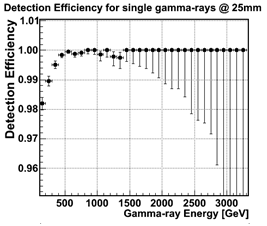 Detection Efficiency for single gamma-rays @ 25mm
Detection Efficiency
1.01
1.00
0.99
0.98
0.97
0.96
500 1000 1500 2000 2500 3000
Gamma-ray Energy [GeV]